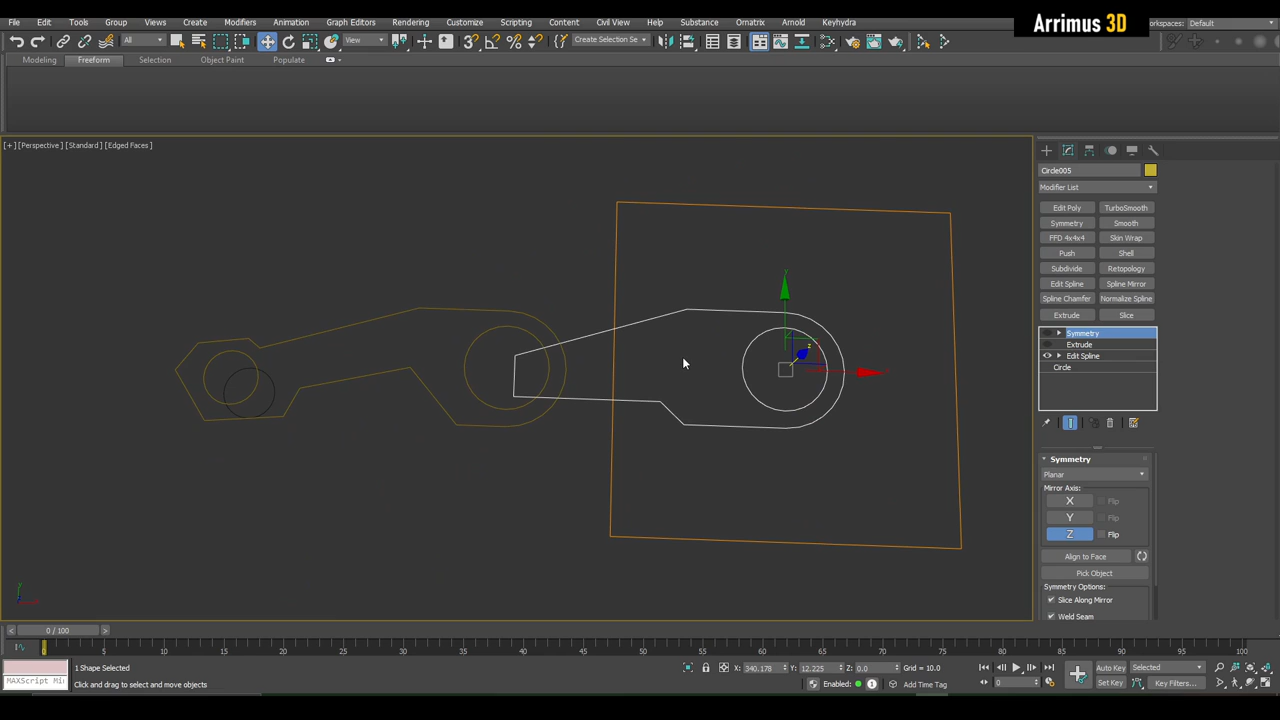 File Edit Tools Group Views Create Modifiers Animation Graph Editors Rendering Customize Scripting Content Civil View Help Substance Ornatrix Arnold Keyhydra
Arrimus 3D
Workspaces: Default
All
View
Create Selection Se
Modeling Freeform Selection Object Paint Populate
[+] [Perspective] [Standard] [Edged Faces]
Circle005
Modifier List
Edit Poly TurboSmooth
Symmetry Smooth
FFD 4x4x4 Skin Wrap
Push Shell
Subdivide Retopology
Edit Spline Spline Mirror
Spline Chamfer Normalize Spline
Extrude Slice
Symmetry
Extrude
Edit Spline
Circle
Symmetry
Planar
Mirror Axis:
X Flip
Y Flip
Z Flip
Align to Face
Pick Object
Symmetry Options:
Slice Along Mirror
Weld Seam
0 / 100
0 5 10 15 20 25 30 35 40 45 50 55 60 65 70 75 80 85 90 95 100
1 Shape Selected
X: 340.178 Y: 12.225 Z: 0.0 Grid = 10.0
Auto Key Selected
MAXScript Mi
Click and drag to select and move objects
Enabled: Add Time Tag
0
Set Key Key Filters...